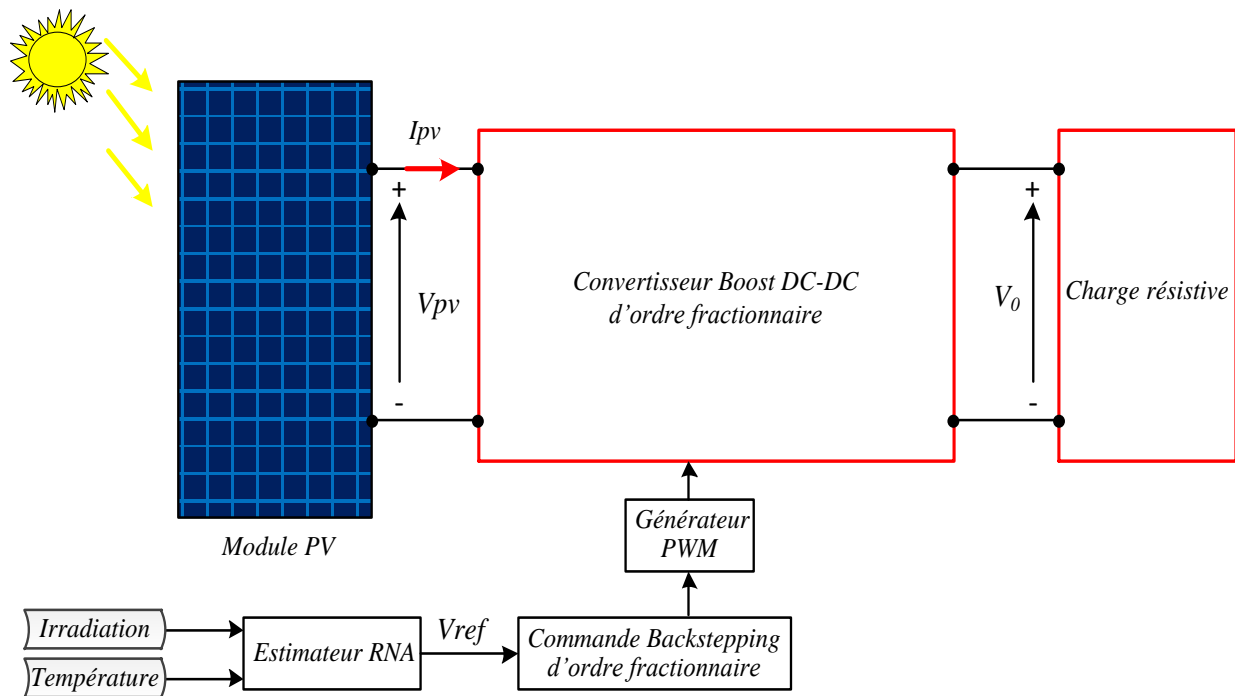 Ipv
+
Vpv
-
Convertisseur Boost DC-DC
d'ordre fractionnaire
+
V0
-
Charge résistive
Module PV
Générateur
PWM
Irradiation
Température
Estimateur RNA
Vref
Commande Backstepping
d'ordre fractionnaire